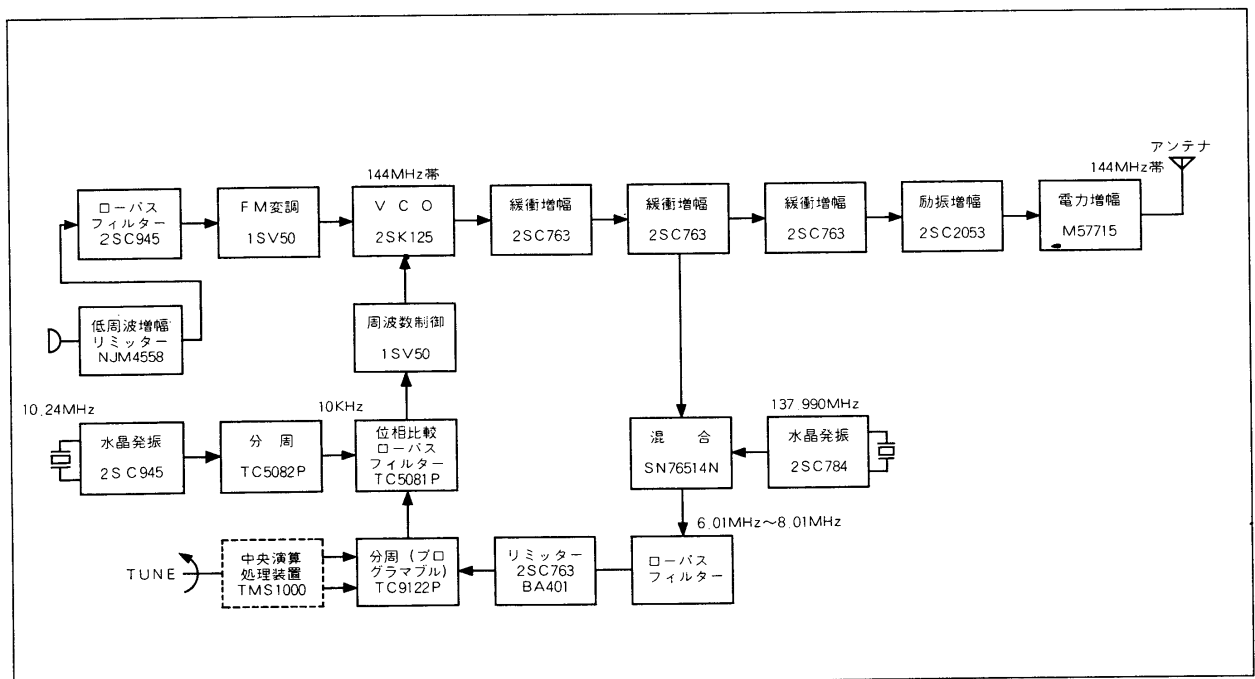 アンテナ
144MHz帯
144MHz帯
ローパス
フィルター
2SC945
FM変調
1SV50
VCO
2SK125
緩衝増幅
2SC763
緩衝増幅
2SC763
緩衝増幅
2SC763
励振増幅
2SC2053
電力増幅
M57715
低周波増幅
リミッター
NJM4558
周波数制御
1SV50
10.24MHz
水晶発振
2SC945
分周
TC5082P
10KHz
位相比較
ローパス
フィルター
TC5081P
混合
SN76514N
137.990MHz
水晶発振
2SC784
6.01MHz～8.01MHz
TUNE
中央演算
処理装置
TMS1000
分周(プロ
グラマブル)
TC9122P
リミッター
2SC763
BA401
ローパス
フィルター